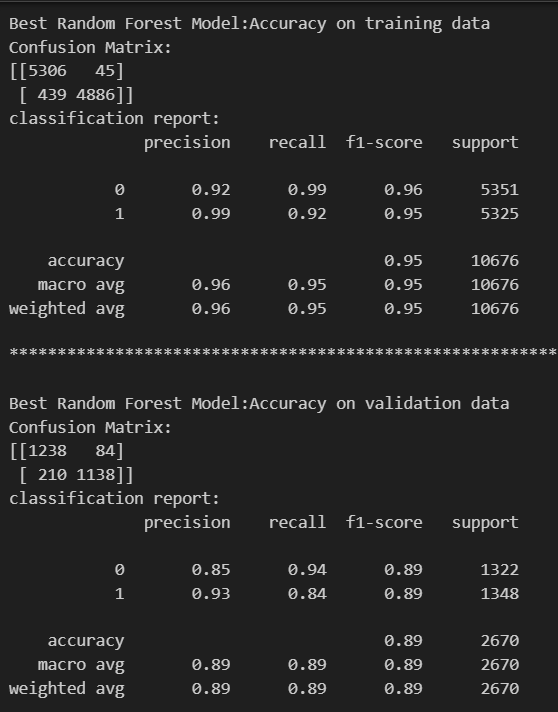 Best Random Forest Model:Accuracy on training data
Confusion Matrix:
[[5306   45]
 [ 439 4886]]
classification report:
              precision    recall  f1-score   support

           0       0.92      0.99      0.96      5351
           1       0.99      0.92      0.95      5325

    accuracy                           0.95     10676
   macro avg       0.96      0.95      0.95     10676
weighted avg       0.96      0.95      0.95     10676

*********************************************************

Best Random Forest Model:Accuracy on validation data
Confusion Matrix:
[[1238   84]
 [ 210 1138]]
classification report:
              precision    recall  f1-score   support

           0       0.85      0.94      0.89      1322
           1       0.93      0.84      0.89      1348

    accuracy                           0.89      2670
   macro avg       0.89      0.89      0.89      2670
weighted avg       0.89      0.89      0.89      2670